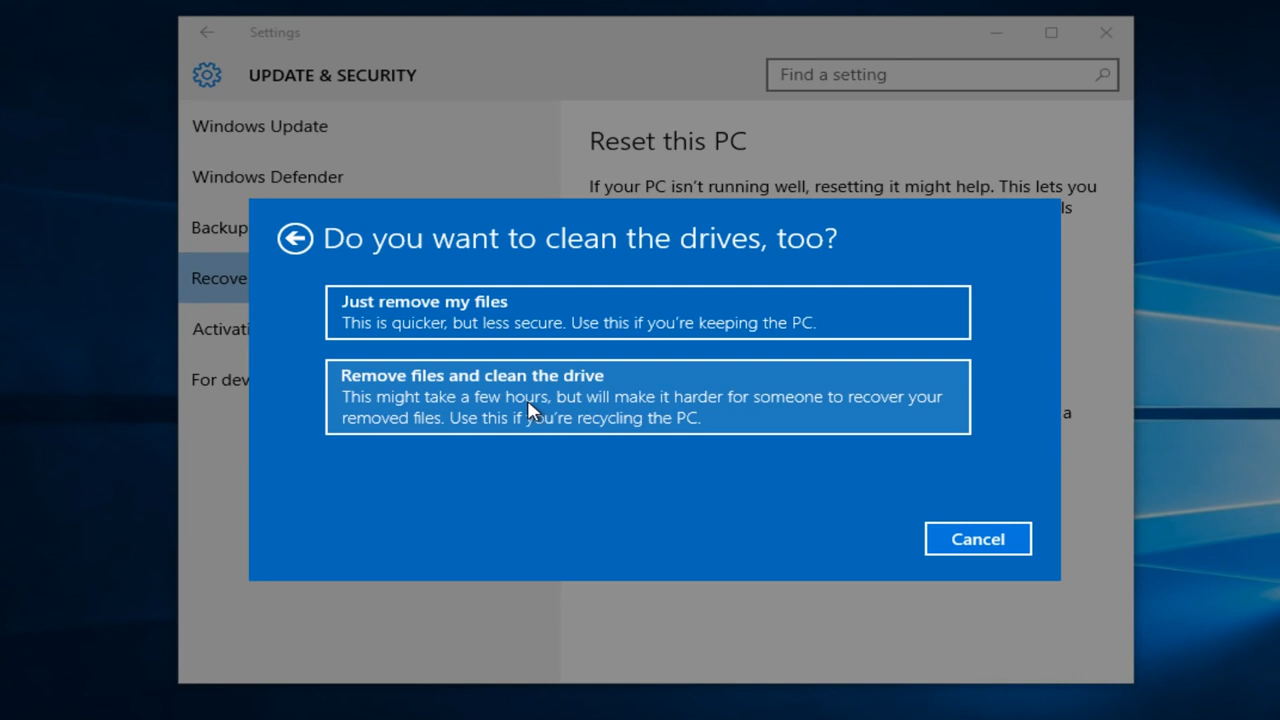 Settings
UPDATE & SECURITY
Find a setting
Windows Update
Windows Defender
Backup
Recove
Activati
For dev
Reset this PC
If your PC isn't running well, resetting it might help. This lets you
ls
a
Do you want to clean the drives, too?
Just remove my files
This is quicker, but less secure. Use this if you're keeping the PC.
Remove files and clean the drive
This might take a few hours, but will make it harder for someone to recover your
removed files. Use this if you're recycling the PC.
Cancel